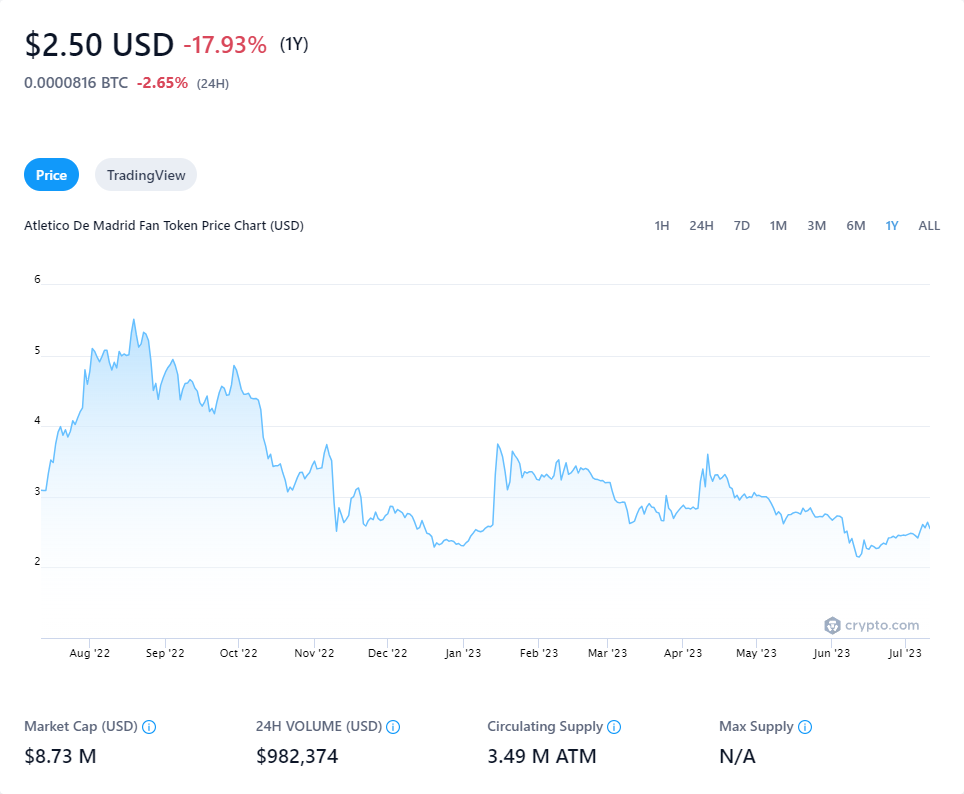 $2.50 USD -17.93% (1Y)
0.0000816 BTC -2.65% (24H)
Price TradingView
Atletico De Madrid Fan Token Price Chart (USD) 1H 24H 7D 1M 3M 6M 1Y ALL
6
5
4
3
2
crypto.com
Aug '22 Sep '22 Oct '22 Nov '22 Dec '22 Jan '23 Feb '23 Mar '23 Apr '23 May '23 Jun '23 Jul '23
Market Cap (USD) 24H VOLUME (USD) Circulating Supply Max Supply
$8.73 M $982,374 3.49 M ATM N/A